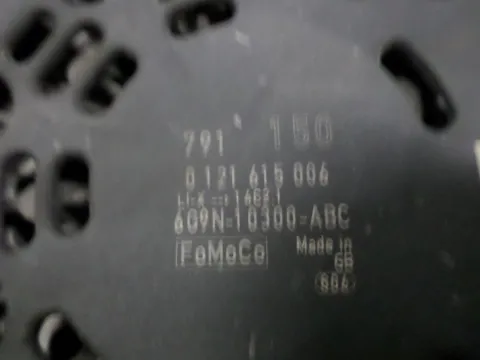 791 150
0 121 615 006
6G9N-10300-ABC
FoMoCo Made in
GB